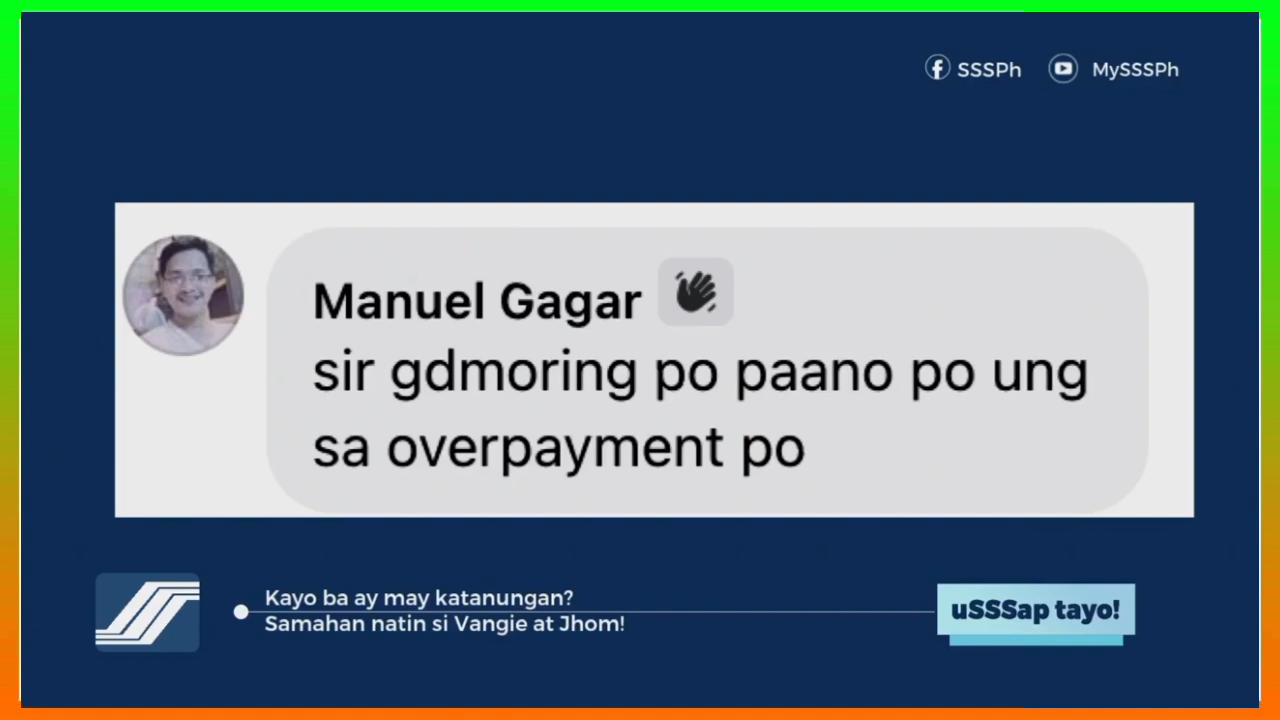 SSSPh MySSSPh
Manuel Gagar
sir gdmoring po paano po ung
sa overpayment po
Kayo ba ay may katanungan?
Samahan natin si Vangie at Jhom!
uSSSap tayo!